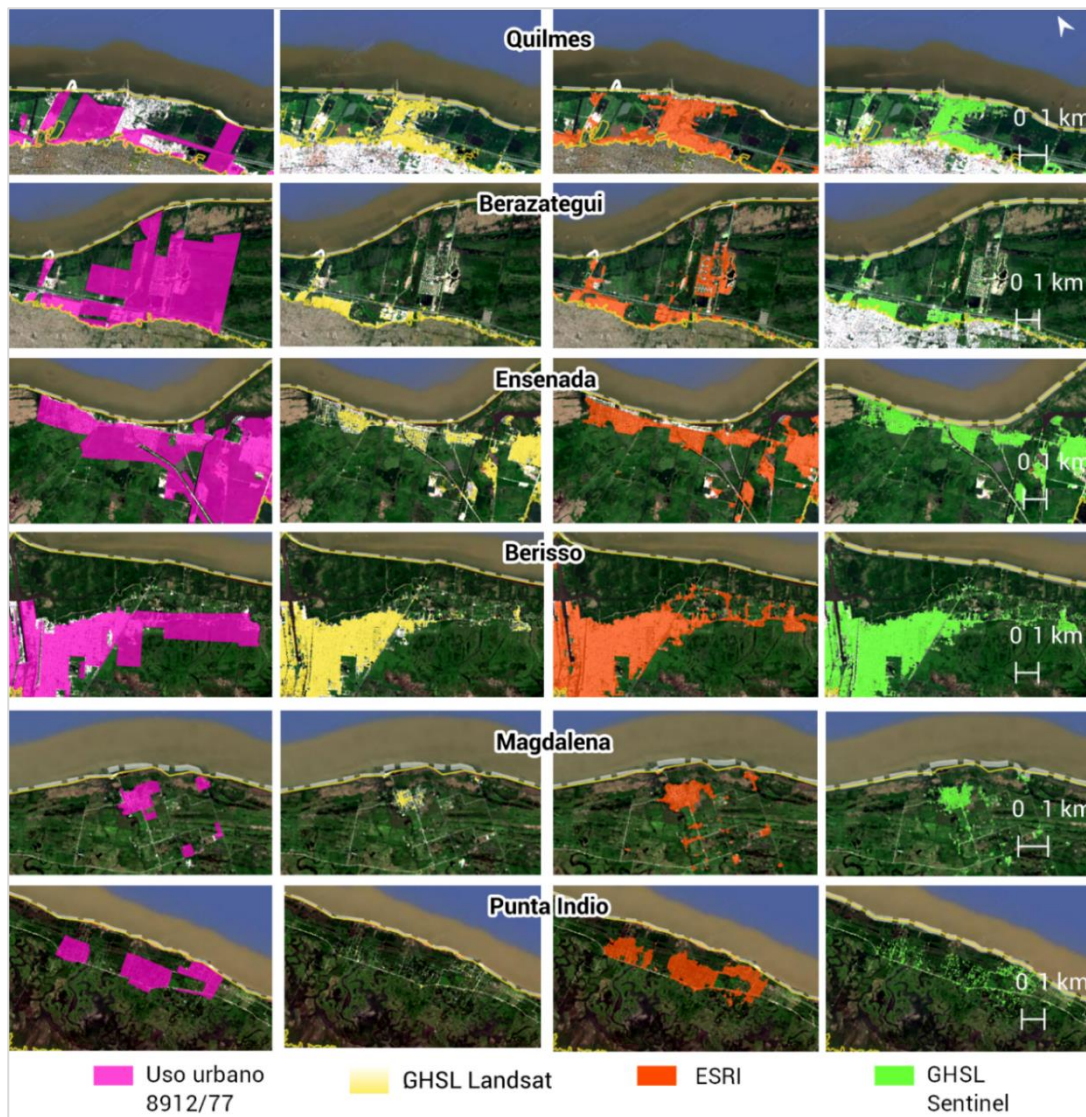 Quilmes
0 1 km
Berazategui
0 1 km
Ensenada
0 1 km
Berisso
0 1 km
Magdalena
0 1 km
Punta Indio
0 1 km
Uso urbano
8912/77
GHSL Landsat
ESRI
GHSL
Sentinel